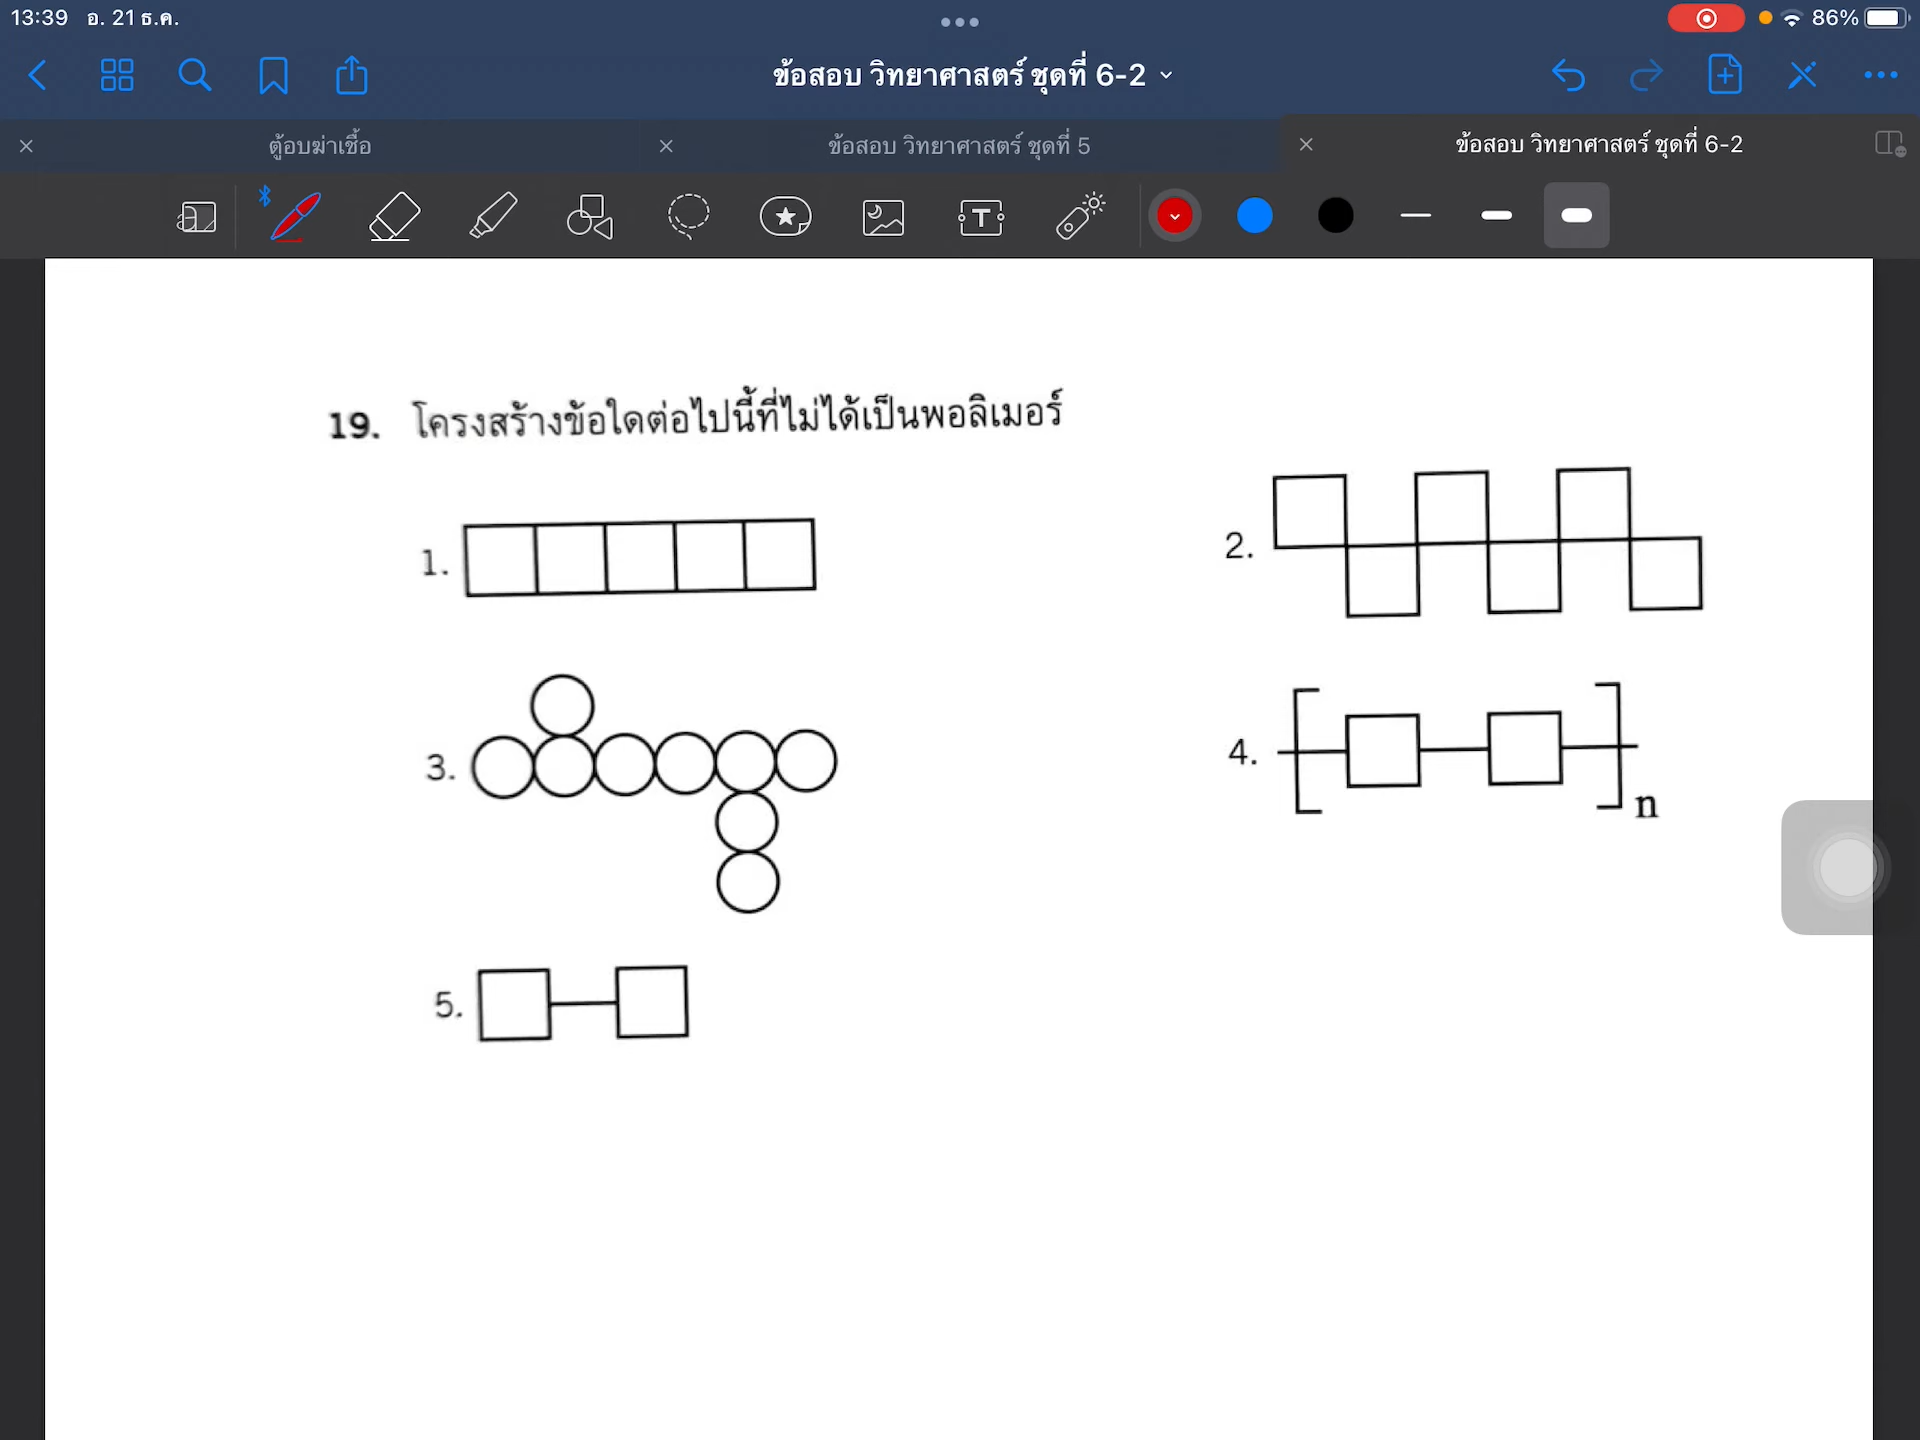 13:39 อ. 21 ธ.ค.
86%
ข้อสอบ วิทยาศาสตร์ ชุดที่ 6-2
ตู้อบฆ่าเชื้อ
ข้อสอบ วิทยาศาสตร์ ชุดที่ 5
ข้อสอบ วิทยาศาสตร์ ชุดที่ 6-2
19. โครงสร้างข้อใดต่อไปนี้ที่ไม่ได้เป็นพอลิเมอร์
1.
2.
3.
4.
n
5.